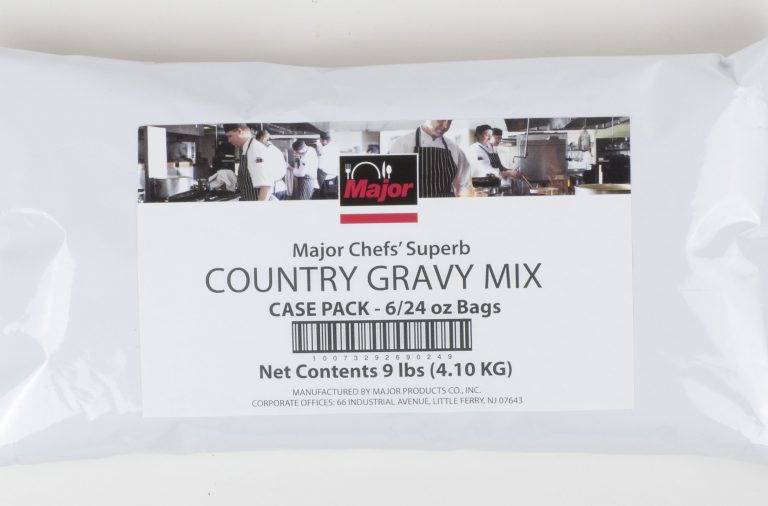 Major
Major Chefs' Superb
COUNTRY GRAVY MIX
CASE PACK - 6/24 oz Bags
10073292690249
Net Contents 9 lbs (4.10 KG)
MANUFACTURED BY MAJOR PRODUCTS CO., INC.
CORPORATE OFFICES: 66 INDUSTRIAL AVENUE, LITTLE FERRY, NJ 07643